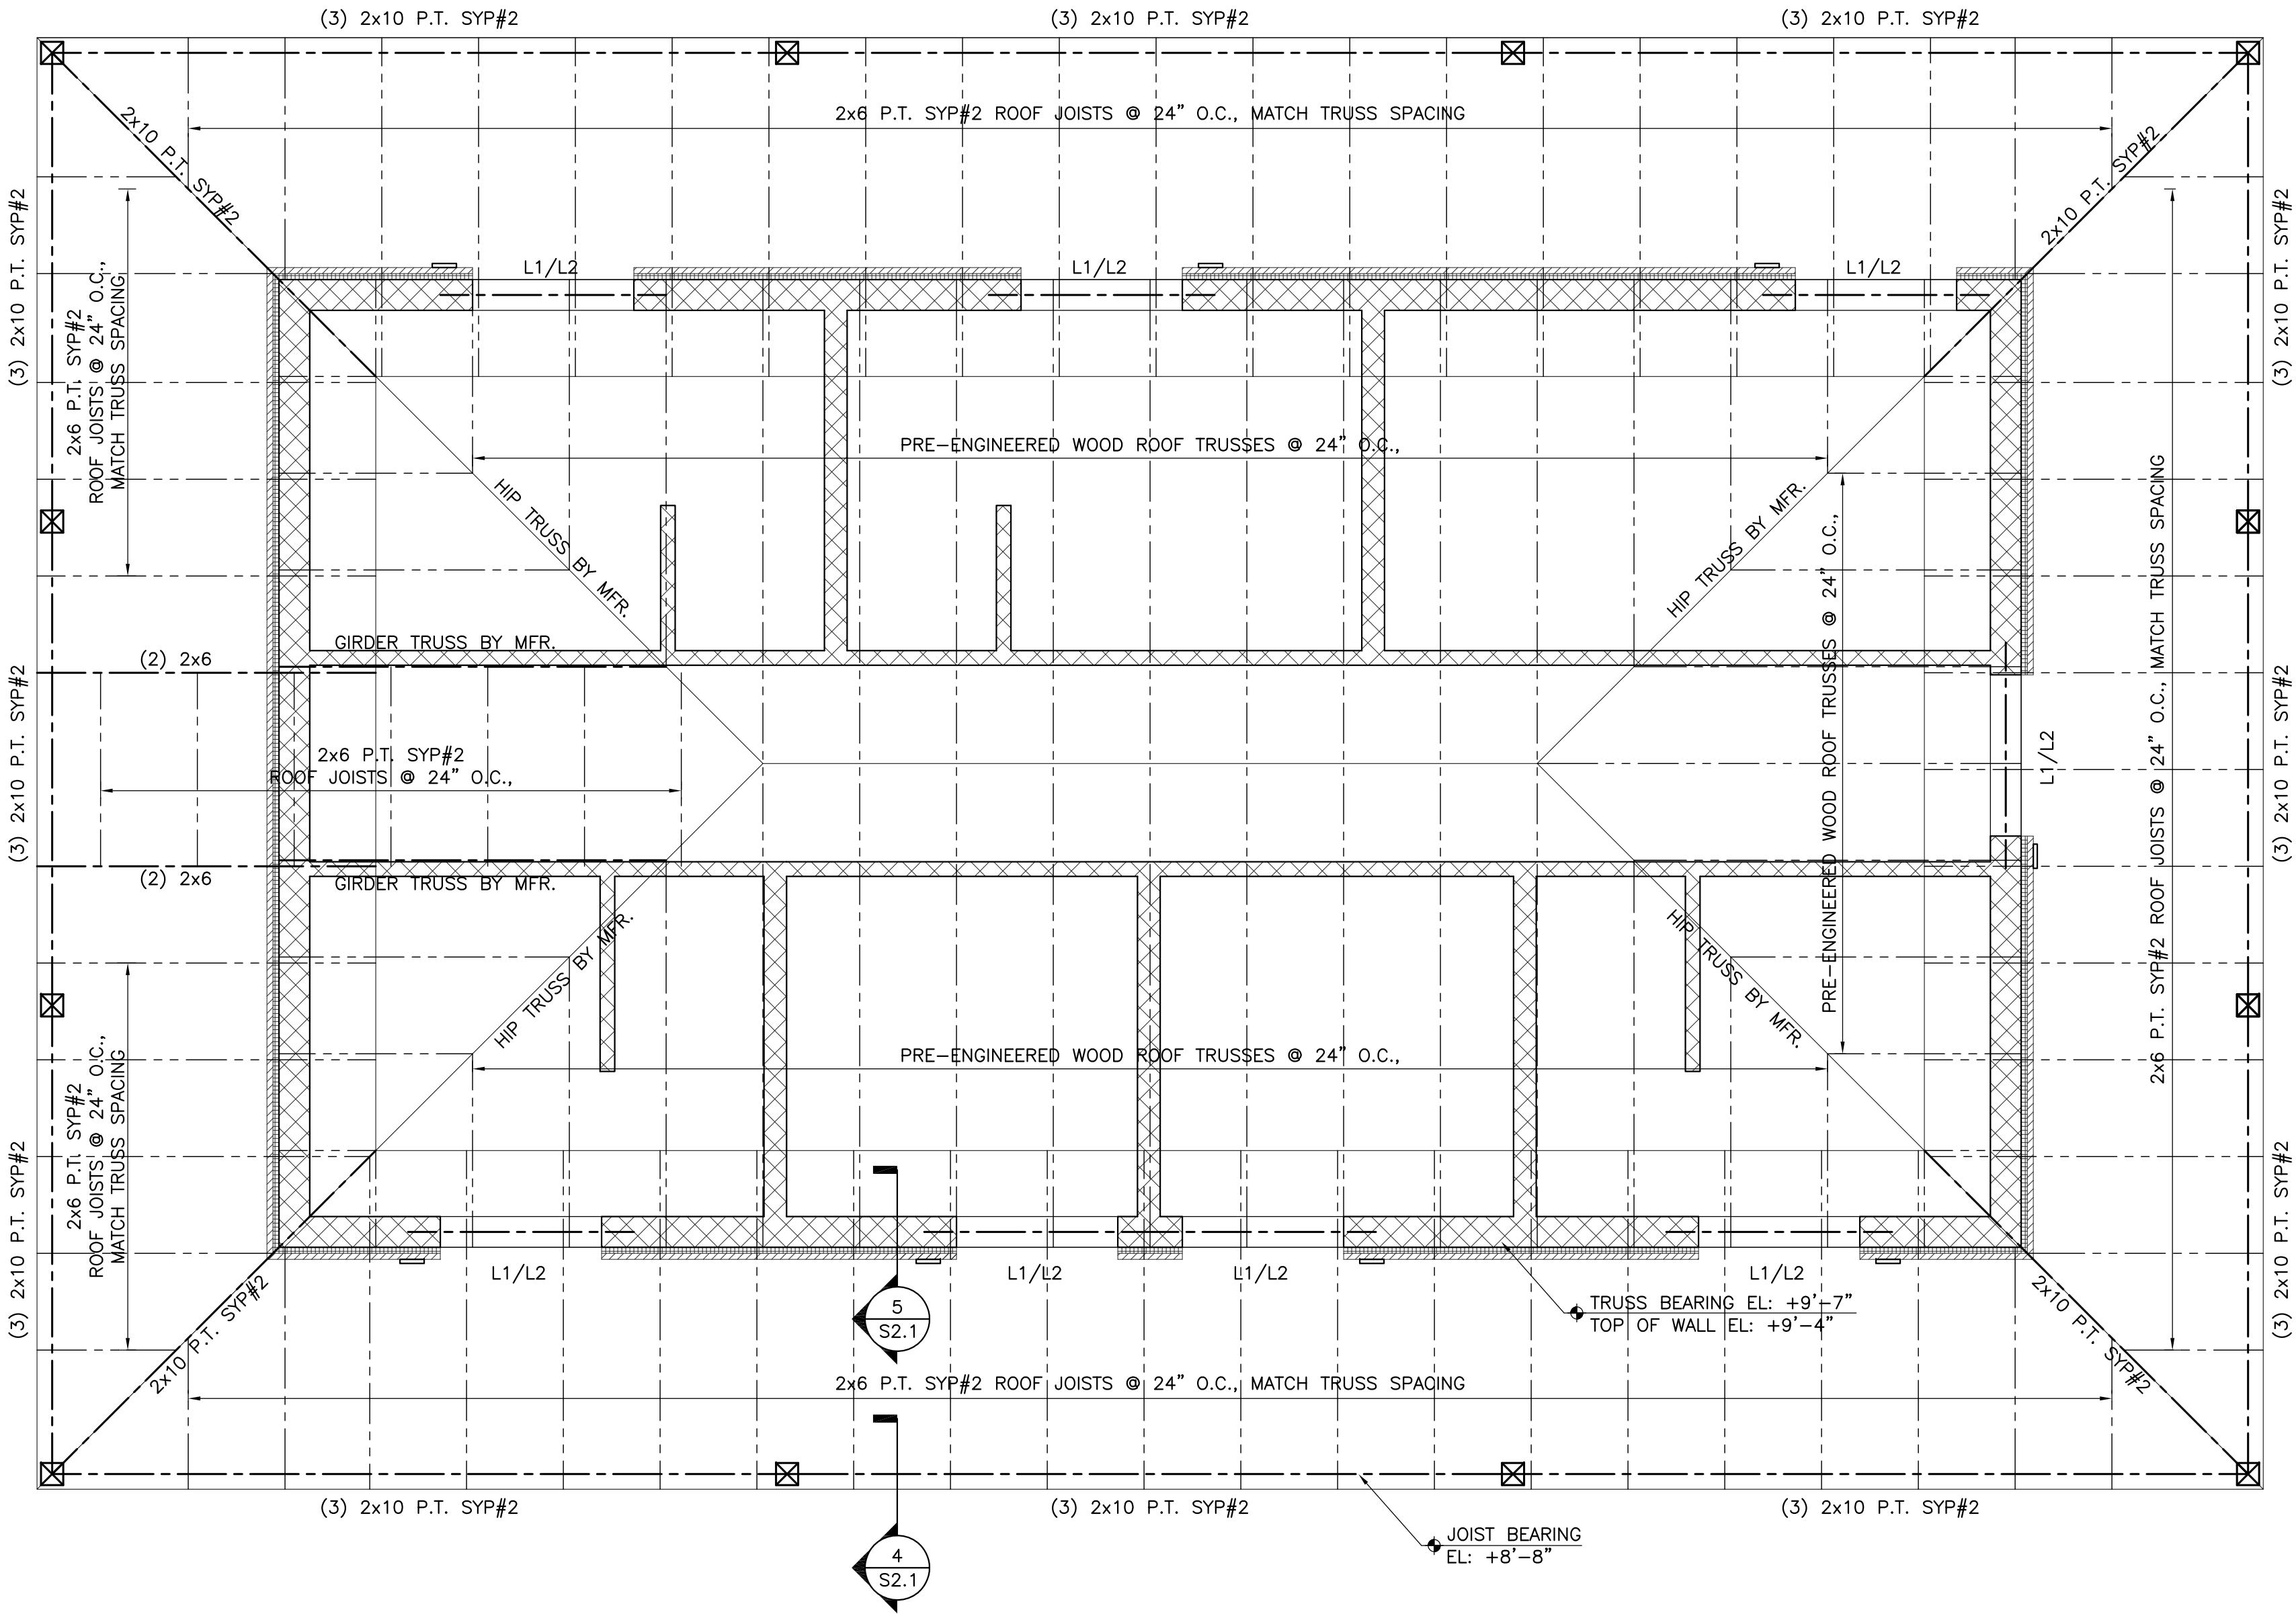 (3) 2x10 P.T. SYP#2
(3) 2x10 P.T. SYP#2
(3) 2x10 P.T. SYP#2
2x10 P.T. SYP#2
2x6 P.T. SYP#2 ROOF JOISTS @ 24" O.C., MATCH TRUSS SPACING
2x10 P.T. SYP#2
(3) 2x10 P.T. SYP#2
2x6 P.T. SYP#2
ROOF JOISTS @ 24" O.C.,
MATCH TRUSS SPACING
L1/L2
L1/L2
L1/L2
(3) 2x10 P.T. SYP#2
PRE-ENGINEERED WOOD ROOF TRUSSES @ 24" O.C.,
HIP TRUSS BY MFR.
HIP TRUSS BY MFR.
PRE-ENGINEERED WOOD ROOF TRUSSES @ 24" O.C.,
2x6 P.T. SYP#2 ROOF JOISTS @ 24" O.C., MATCH TRUSS SPACING
GIRDER TRUSS BY MFR.
(2) 2x6
(3) 2x10 P.T. SYP#2
2x6 P.T. SYP#2
ROOF JOISTS @ 24" O.C.,
L1/L2
(3) 2x10 P.T. SYP#2
(2) 2x6
GIRDER TRUSS BY MFR.
HIP TRUSS BY MFR.
HIP TRUSS BY MFR.
PRE-ENGINEERED WOOD ROOF TRUSSES @ 24" O.C.,
(3) 2x10 P.T. SYP#2
2x6 P.T. SYP#2
ROOF JOISTS @ 24" O.C.,
MATCH TRUSS SPACING
(3) 2x10 P.T. SYP#2
L1/L2
L1/L2
L1/L2
L1/L2
2x10 P.T. SYP#2
5
S2.1
TRUSS BEARING EL: +9'-7"
TOP OF WALL EL: +9'-4"
2x10 P.T. SYP#2
2x6 P.T. SYP#2 ROOF JOISTS @ 24" O.C., MATCH TRUSS SPACING
(3) 2x10 P.T. SYP#2
(3) 2x10 P.T. SYP#2
(3) 2x10 P.T. SYP#2
JOIST BEARING
EL: +8'-8"
4
S2.1